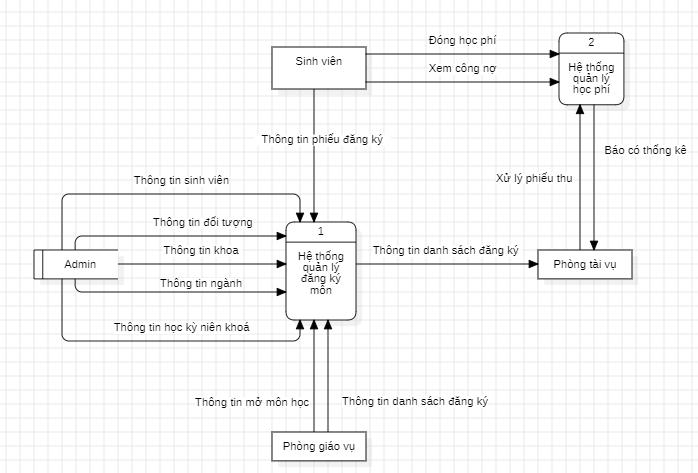 Đóng học phí
2
Sinh viên
Xem công nợ
Hệ thống
quản lý
học phí
Thông tin phiếu đăng ký
Báo có thống kê
Xử lý phiếu thu
Thông tin sinh viên
Thông tin đối tượng
1
Thông tin khoa
Thông tin danh sách đăng ký
Admin
Hệ thống
quản lý
đăng ký
môn
Phòng tài vụ
Thông tin ngành
Thông tin học kỳ niên khoá
Thông tin mở môn học
Thông tin danh sách đăng ký
Phòng giáo vụ